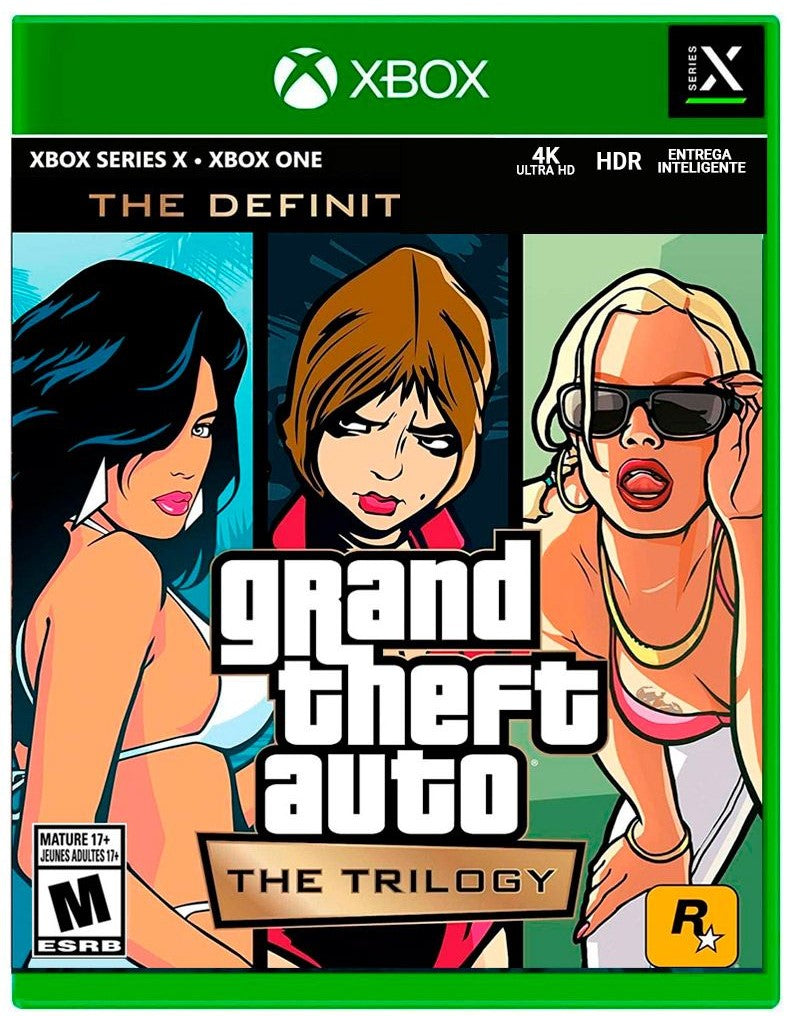 XBOX
SERIES X
XBOX SERIES X • XBOX ONE
4K
ULTRA HD
HDR
ENTREGA
INTELIGENTE
THE DEFINIT
grand
theft
auto
®
THE TRILOGY
MATURE 17+
JEUNES ADULTES 17+
M
ESRB
R